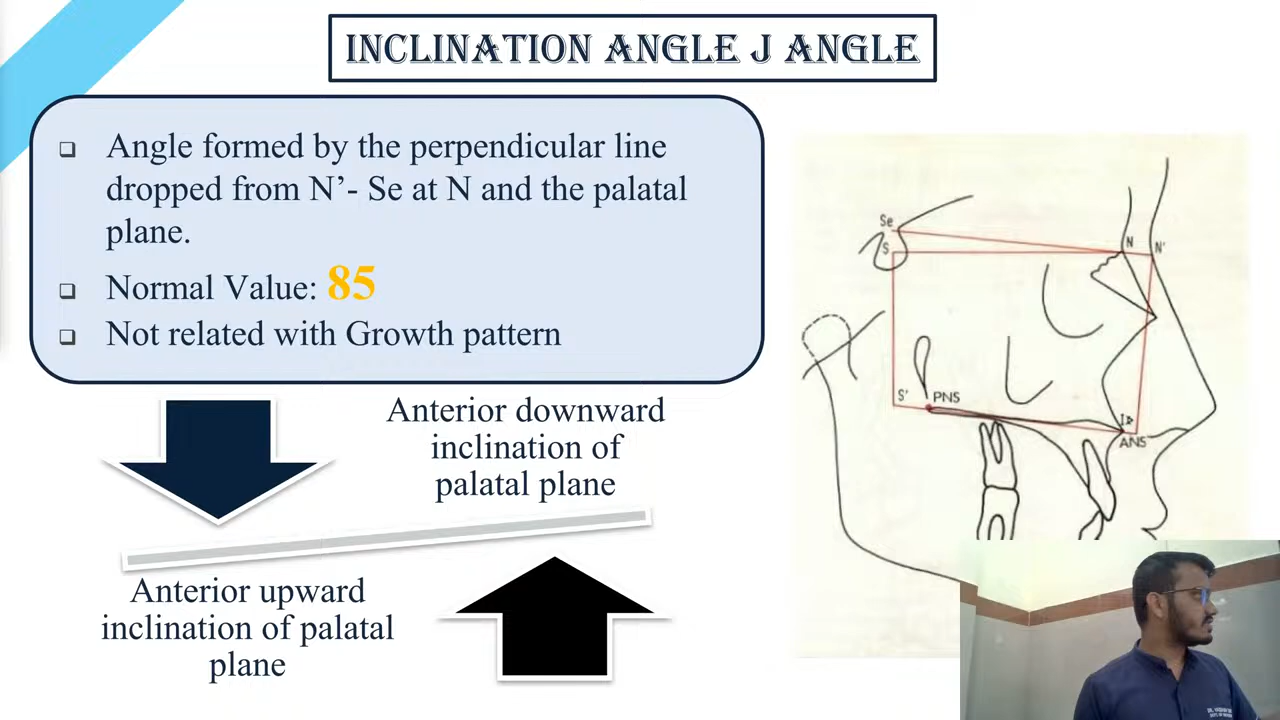 INCLINATION ANGLE J ANGLE
❑ Angle formed by the perpendicular line
dropped from N’- Se at N and the palatal
plane.
❑ Normal Value: 85
❑ Not related with Growth pattern
Anterior downward
inclination of
palatal plane
Anterior upward
inclination of palatal
plane
Se
S
N
N'
S'
PNS
ANS